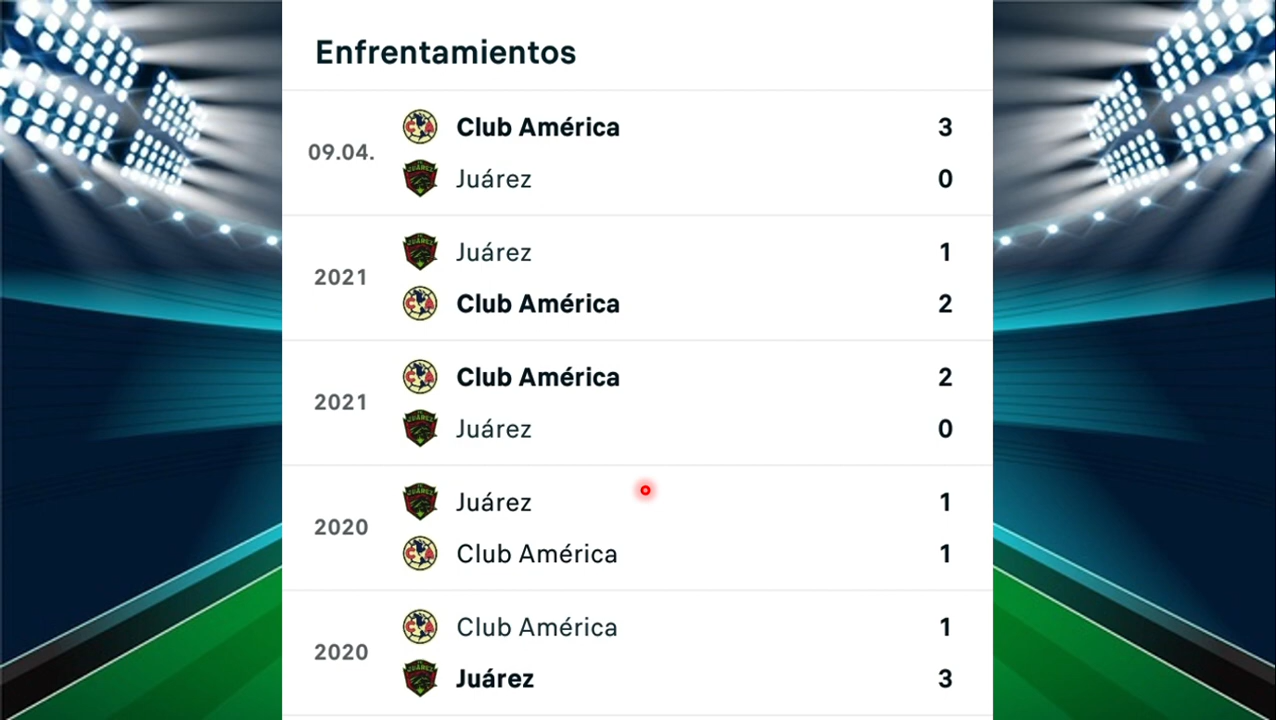 Enfrentamientos
09.04.
Club América 3
Juárez 0
2021
Juárez 1
Club América 2
2021
Club América 2
Juárez 0
2020
Juárez 1
Club América 1
2020
Club América 1
Juárez 3